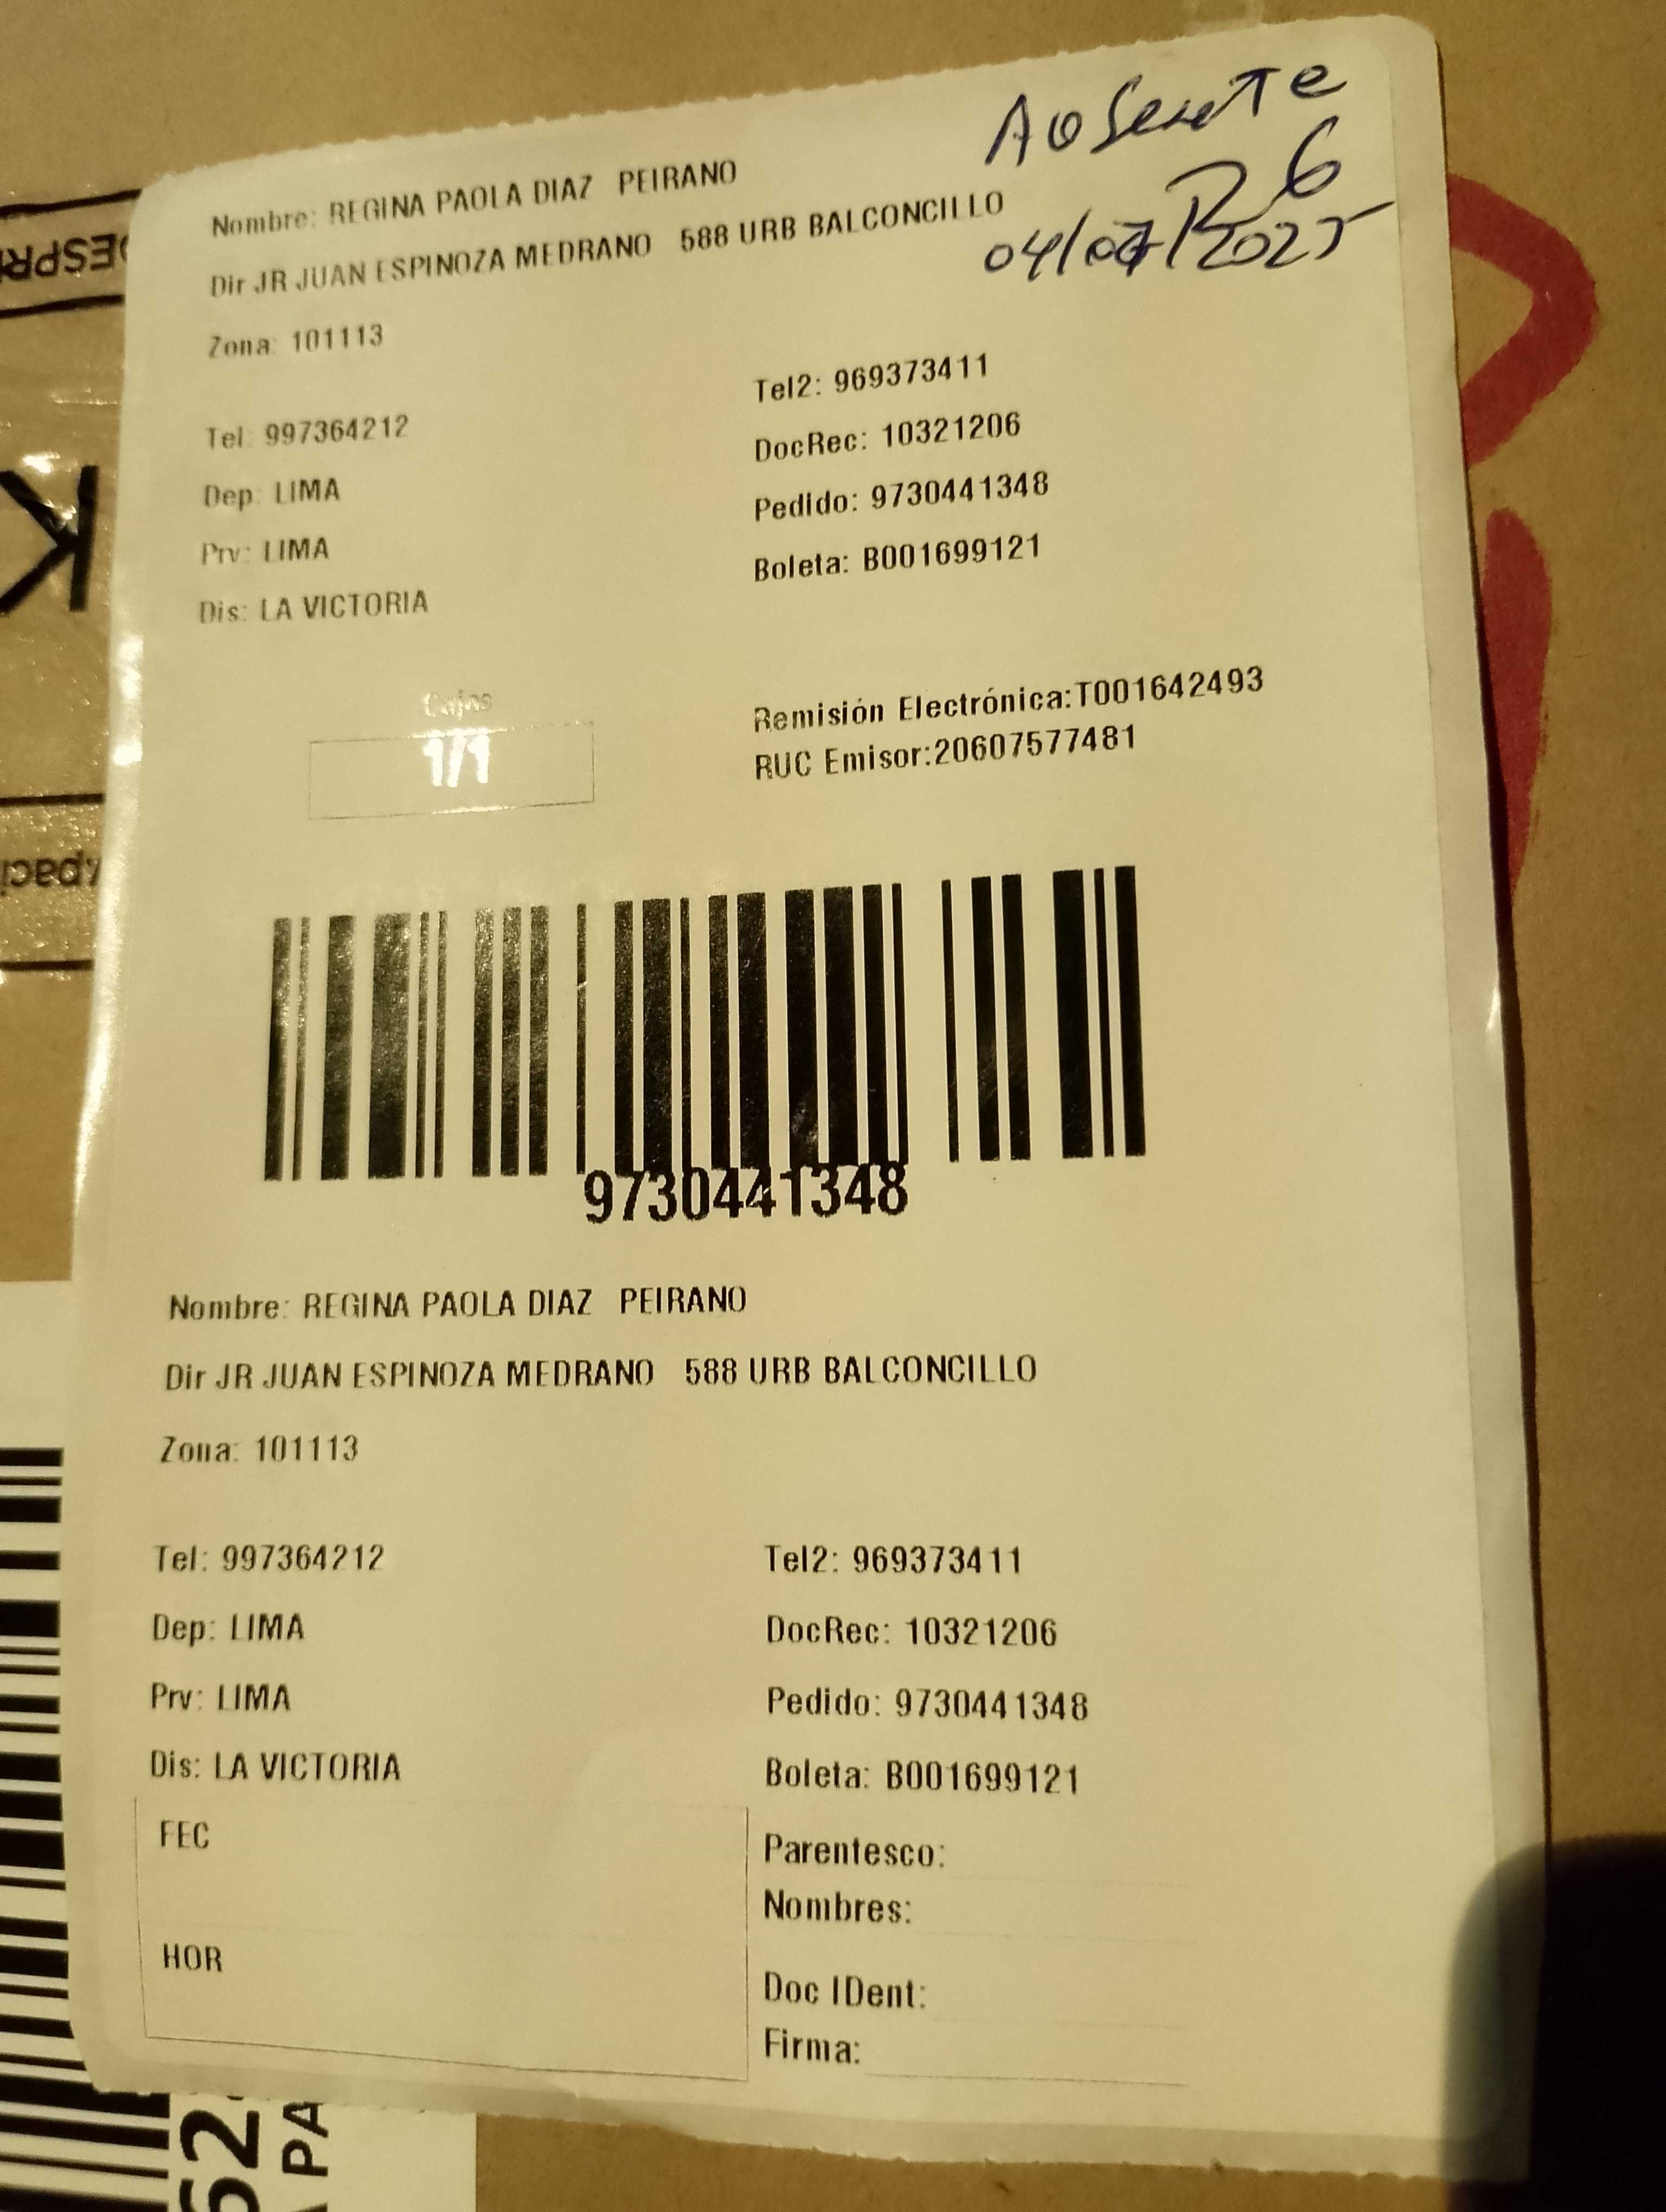 Ausente
R6
04/07/2025
Nombre: REGINA PAOLA DIAZ PEIRANO
Dir JR JUAN ESPINOZA MEDRANO 588 URB BALCONCILLO
Zona: 101113
Tel: 997364212
Tel2: 969373411
Dep: LIMA
DocRec: 10321206
Prv: LIMA
Pedido: 9730441348
Dis: LA VICTORIA
Boleta: B001699121
Cajas
1/1
Remisión Electrónica:T001642493
RUC Emisor:20607577481
9730441348
Nombre: REGINA PAOLA DIAZ PEIRANO
Dir JR JUAN ESPINOZA MEDRANO 588 URB BALCONCILLO
Zona: 101113
Tel: 997364212
Tel2: 969373411
Dep: LIMA
DocRec: 10321206
Prv: LIMA
Pedido: 9730441348
Dis: LA VICTORIA
Boleta: B001699121
FEC
Parentesco:
Nombres:
HOR
Doc IDent:
Firma:
K
PA